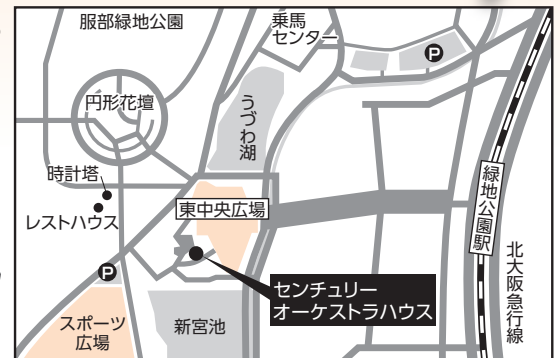 服部緑地公園
乗馬
センター
P
円形花壇
うづわ湖
時計塔
レストハウス
東中央広場
緑地公園駅
北大阪急行線
P
センチュリー
オーケストラハウス
スポーツ
広場
新宮池